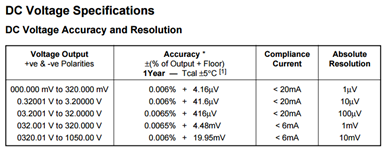 DC Voltage Specifications
DC Voltage Accuracy and Resolution
Voltage Output Accuracy * Compliance Absolute
+ve & -ve Polarities ±(% of Output + Floor) Current Resolution
1Year — Tcal ±5°C [1]
000.000 mV to 320.000 mV 0.006% + 4.16µV < 20mA 1µV
0.32001 V to 3.20000 V 0.006% + 41.6µV < 20mA 10µV
03.2001 V to 32.0000 V 0.0065% + 416µV < 20mA 100µV
032.001 V to 320.000 V 0.0065% + 4.48mV < 6mA 1mV
0320.01 V to 1050.00 V 0.006% + 19.95mV < 6mA 10mV